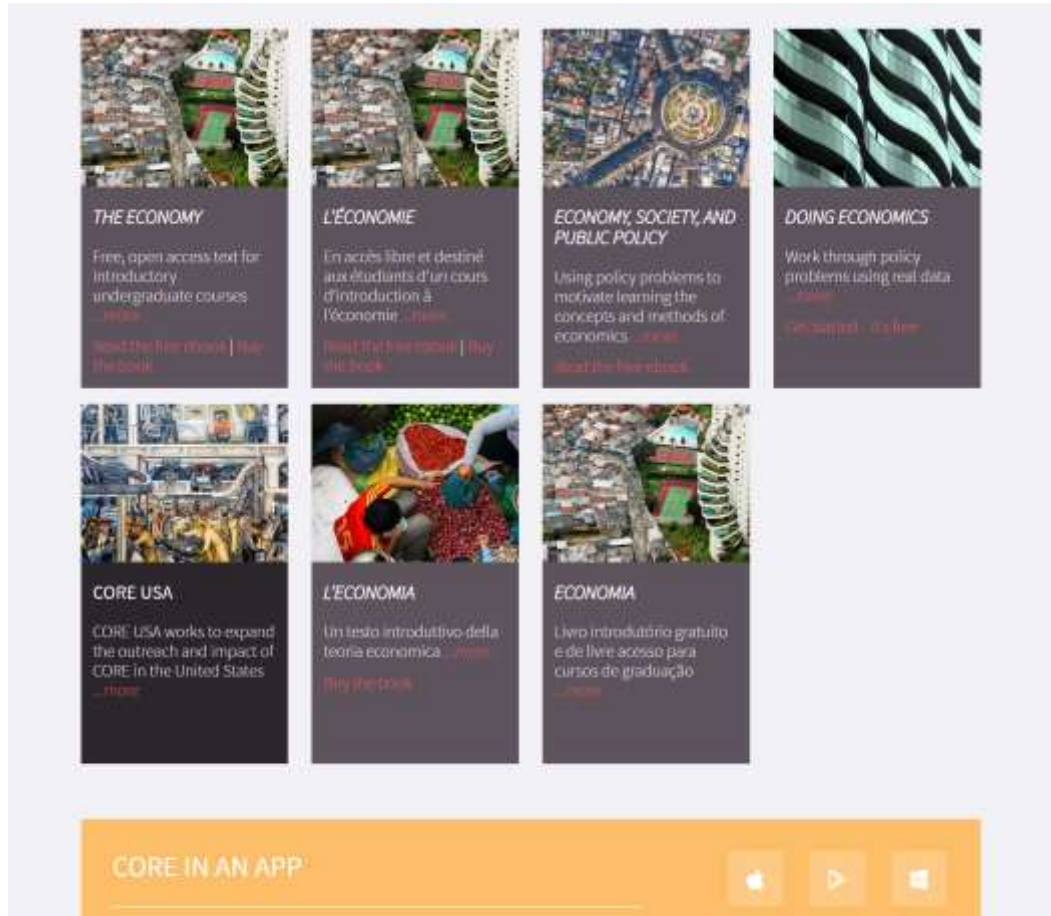 THE ECONOMY
Free, open access text for
introductory
undergraduate courses
...more
Read the free ebook | Buy
the book
L'ÉCONOMIE
En accès libre et destiné
aux étudiants d'un cours
d'introduction à
l'économie ...more
Read the free ebook | Buy
the book
ECONOMY, SOCIETY, AND
PUBLIC POLICY
Using policy problems to
motivate learning the
concepts and methods of
economics ...more
Read the free ebook
DOING ECONOMICS
Work through policy
problems using real data
...more
Get started - it's free
CORE USA
CORE USA works to expand
the outreach and impact of
CORE in the United States
...more
L'ECONOMIA
Un testo introduttivo della
teoria economica ...more
Buy the book
ECONOMIA
Livro introdutório gratuito
e de livre acesso para
cursos de graduação
...more
CORE IN AN APP